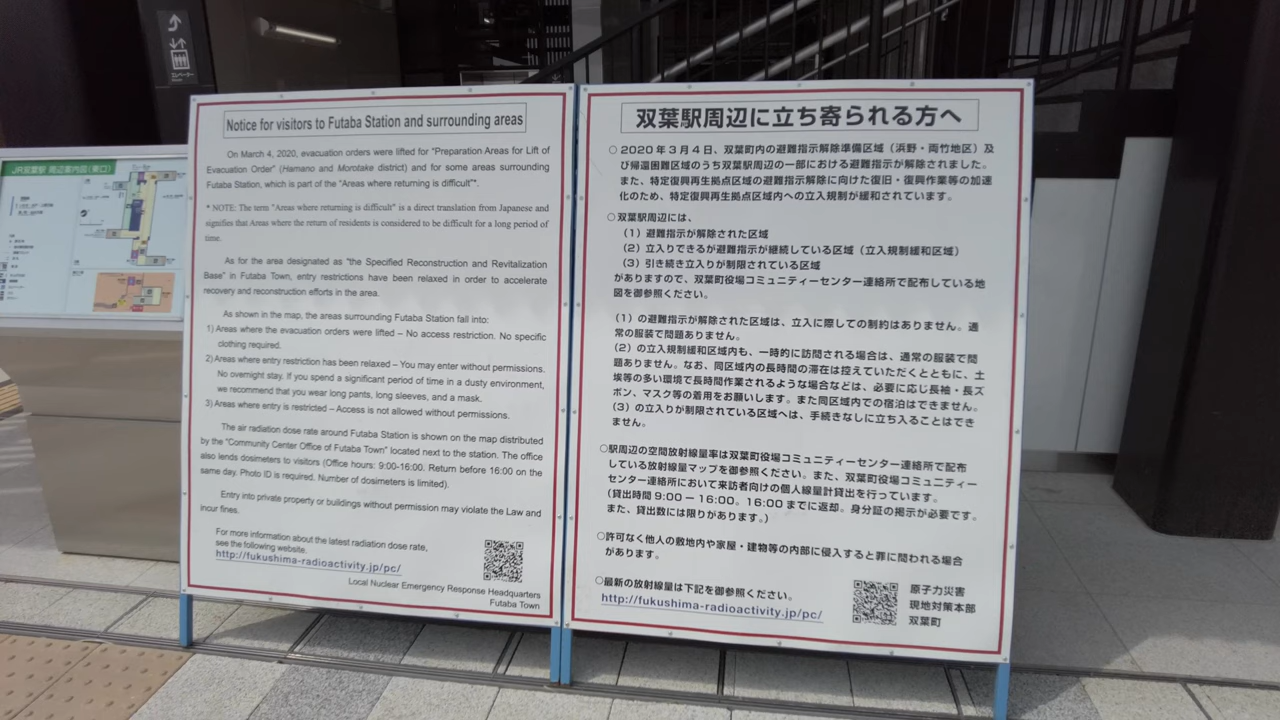 エレベーター
JR双葉駅 周辺案内図(東口)
Notice for visitors to Futaba Station and surrounding areas
On March 4, 2020, evacuation orders were lifted for "Preparation Areas for Lift of
Evacuation Order" (Hamano and Morotake district) and for some areas surrounding
Futaba Station, which is part of the "Areas where returning is difficult"*.
* NOTE: The term "Areas where returning is difficult" is a direct translation from Japanese and
signifies that Areas where the return of residents is considered to be difficult for a long period of
time.
As for the area designated as "the Specified Reconstruction and Revitalization
Base" in Futaba Town, entry restrictions have been relaxed in order to accelerate
recovery and reconstruction efforts in the area.
As shown in the map, the areas surrounding Futaba Station fall into:
1) Areas where the evacuation orders were lifted – No access restriction. No specific
clothing required.
2) Areas where entry restriction has been relaxed – You may enter without permissions.
No overnight stay. If you spend a significant period of time in a dusty environment,
we recommend that you wear long pants, long sleeves, and a mask.
3) Areas where entry is restricted – Access is not allowed without permissions.
The air radiation dose rate around Futaba Station is shown on the map distributed
by the "Community Center Office of Futaba Town" located next to the station. The office
also lends dosimeters to visitors (Office hours: 9:00-16:00. Return before 16:00 on the
same day. Photo ID is required. Number of dosimeters is limited).
Entry into private property or buildings without permission may violate the Law and
incur fines.
For more information about the latest radiation dose rate,
see the following website.
http://fukushima-radioactivity.jp/pc/
Local Nuclear Emergency Response Headquarters
Futaba Town
双葉駅周辺に立ち寄られる方へ
○ 2020年3月4日、双葉町内の避難指示解除準備区域(浜野・両竹地区)及
び帰還困難区域のうち双葉駅周辺の一部における避難指示が解除されました。
また、特定復興再生拠点区域の避難指示解除に向けた復旧・復興作業等の加速
化のため、特定復興再生拠点区域内への立入規制が緩和されています。
○ 双葉駅周辺には、
(1)避難指示が解除された区域
(2)立入りできるが避難指示が継続している区域(立入規制緩和区域)
(3)引き続き立入りが制限されている区域
がありますので、双葉町役場コミュニティーセンター連絡所で配布している地
図を御参照ください。
(1)の避難指示が解除された区域は、立入に際しての制約はありません。通
常の服装で問題ありません。
(2)の立入規制緩和区域内も、一時的に訪問される場合は、通常の服装で問
題ありません。なお、同区域内の長時間の滞在は控えていただくとともに、土
埃等の多い環境で長時間作業されるような場合などは、必要に応じ長袖・長ズ
ボン、マスク等の着用をお願いします。また同区域内での宿泊はできません。
(3)の立入りが制限されている区域へは、手続きなしに立ち入ることはでき
ません。
○駅周辺の空間放射線量率は双葉町役場コミュニティーセンター連絡所で配布
している放射線量マップを御参照ください。また、双葉町役場コミュニティー
センター連絡所において来訪者向けの個人線量計貸出を行っています。
(貸出時間 9:00 ー 16:00。16:00 までに返却。身分証の掲示が必要です。
また、貸出数には限りがあります。)
○許可なく他人の敷地内や家屋・建物等の内部に侵入すると罪に問われる場合
があります。
○最新の放射線量は下記を御参照ください。
http://fukushima-radioactivity.jp/pc/
原子力災害
現地対策本部
双葉町